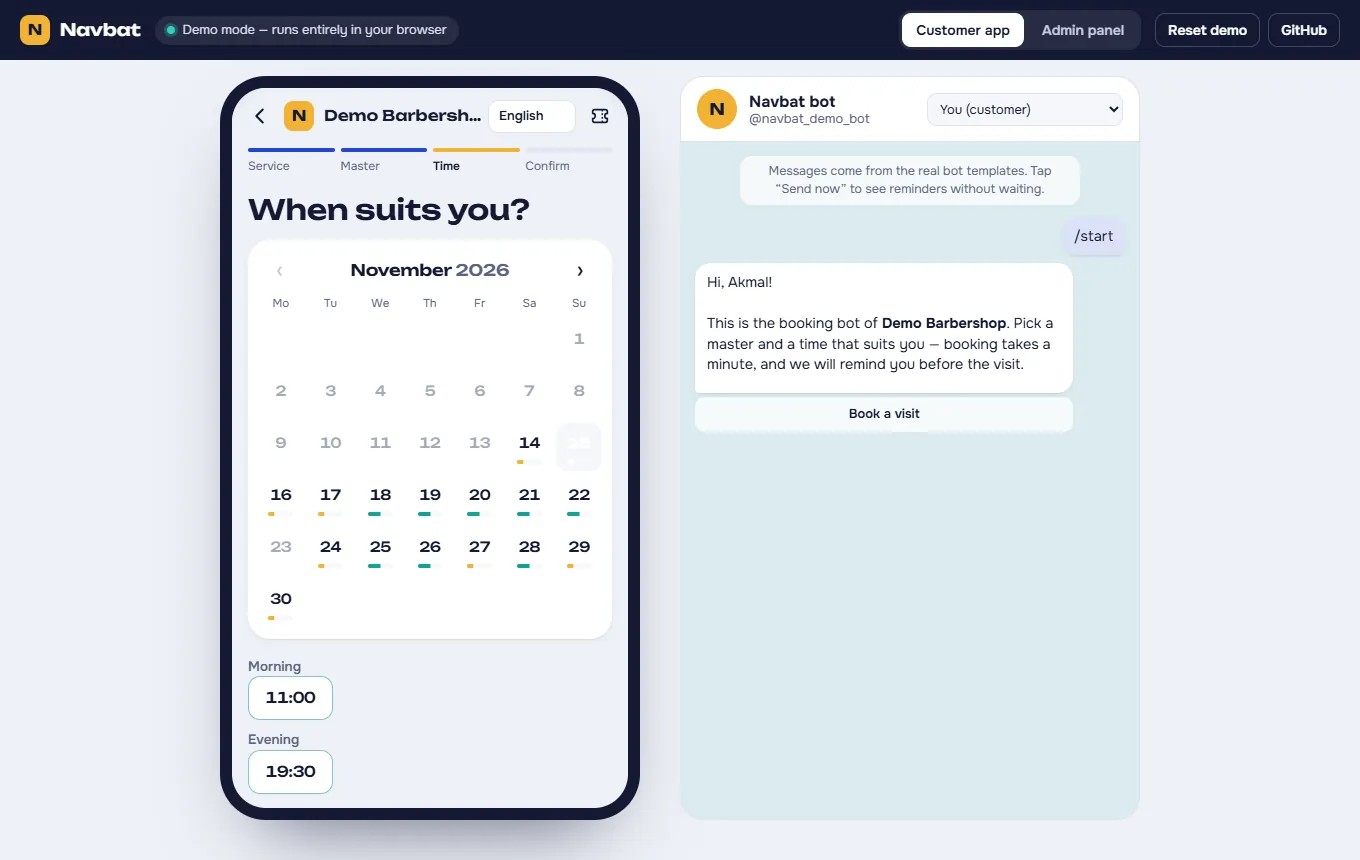 N Navbat Demo mode — runs entirely in your browser Customer app Admin panel Reset demo GitHub
N Demo Barbersh... English
Service Master Time Confirm
When suits you?
‹ November 2026 ›
Mo Tu We Th Fr Sa Su
1
2 3 4 5 6 7 8
9 10 11 12 13 14
16 17 18 19 20 21 22
23 24 25 26 27 28 29
30
Morning
11:00
Evening
19:30
N Navbat bot
@navbat_demo_bot
You (customer)
Messages come from the real bot templates. Tap
“Send now” to see reminders without waiting.
/start
Hi, Akmal!
This is the booking bot of Demo Barbershop. Pick a
master and a time that suits you — booking takes a
minute, and we will remind you before the visit.
Book a visit